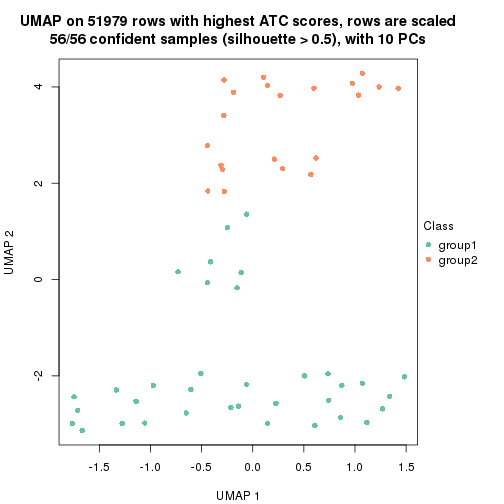 UMAP on 51979 rows with highest ATC scores, rows are scaled
56/56 confident samples (silhouette > 0.5), with 10 PCs
4
2
0
-2
UMAP 2
Class
group1
group2
-1.5 -1.0 -0.5 0.0 0.5 1.0 1.5
UMAP 1